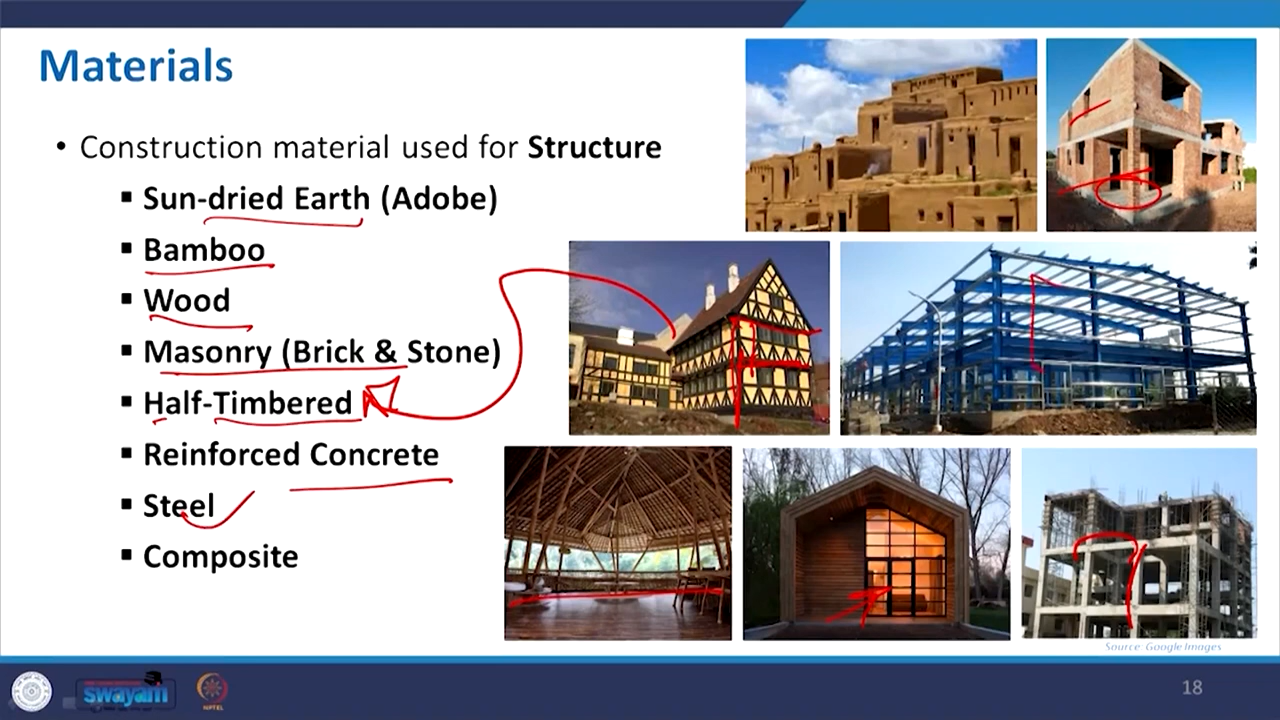 Materials
• Construction material used for Structure
▪ Sun-dried Earth (Adobe)
▪ Bamboo
▪ Wood
▪ Masonry (Brick & Stone)
▪ Half-Timbered
▪ Reinforced Concrete
▪ Steel
▪ Composite
Source: Google Images
swayam
NPTEL
18